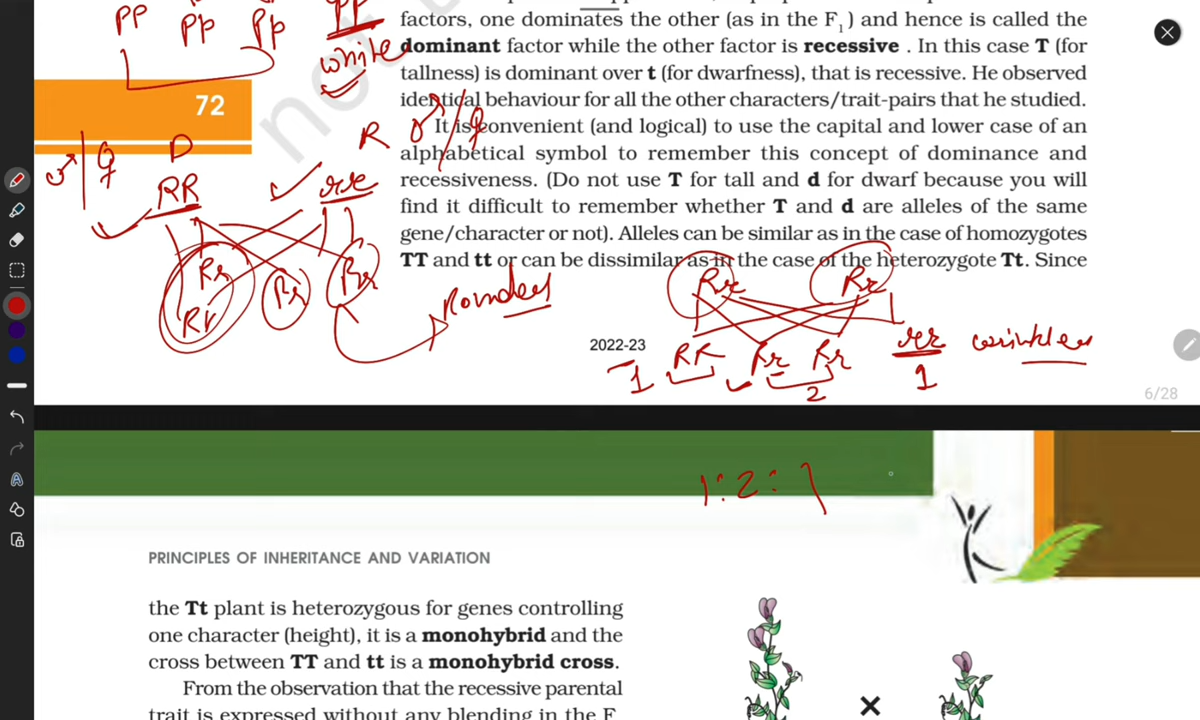 PP
Pp
Pp
PP
white
factors, one dominates the other (as in the F1) and hence is called the
dominant factor while the other factor is recessive . In this case T (for
tallness) is dominant over t (for dwarfness), that is recessive. He observed
identical behaviour for all the other characters/trait-pairs that he studied.
It is convenient (and logical) to use the capital and lower case of an
alphabetical symbol to remember this concept of dominance and
recessiveness. (Do not use T for tall and d for dwarf because you will
find it difficult to remember whether T and d are alleles of the same
gene/character or not). Alleles can be similar as in the case of homozygotes
TT and tt or can be dissimilar as in the case of the heterozygote Tt. Since
72
R ♂/♀
♂/♀ D
RR rr
Rr Rr Rr
Rr
Rounded
Rr Rr
2022-23
RR Rr Rr rr wrinkled
1 2 1
6/28
1:2:1
PRINCIPLES OF INHERITANCE AND VARIATION
the Tt plant is heterozygous for genes controlling
one character (height), it is a monohybrid and the
cross between TT and tt is a monohybrid cross.
From the observation that the recessive parental
trait is expressed without any blending in the F
×